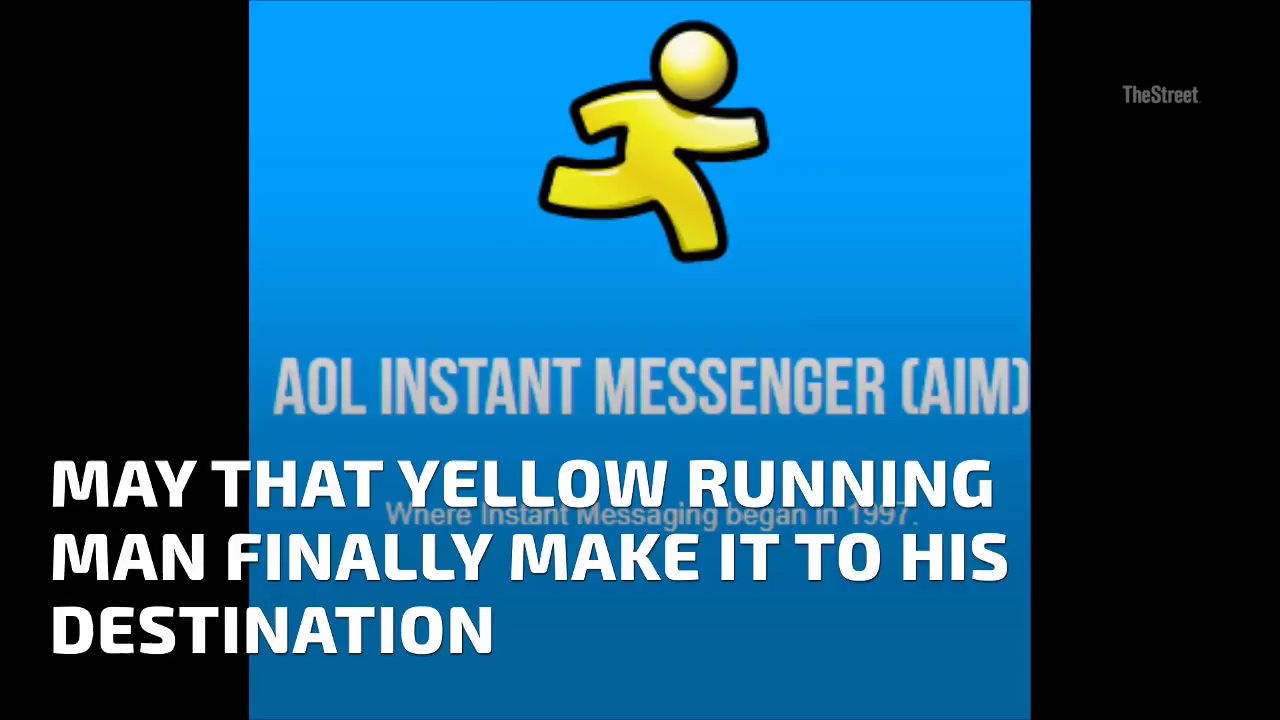 TheStreet
AOL INSTANT MESSENGER (AIM)
MAY THAT YELLOW RUNNING
Where Instant Messaging began in 1997.
MAN FINALLY MAKE IT TO HIS
DESTINATION